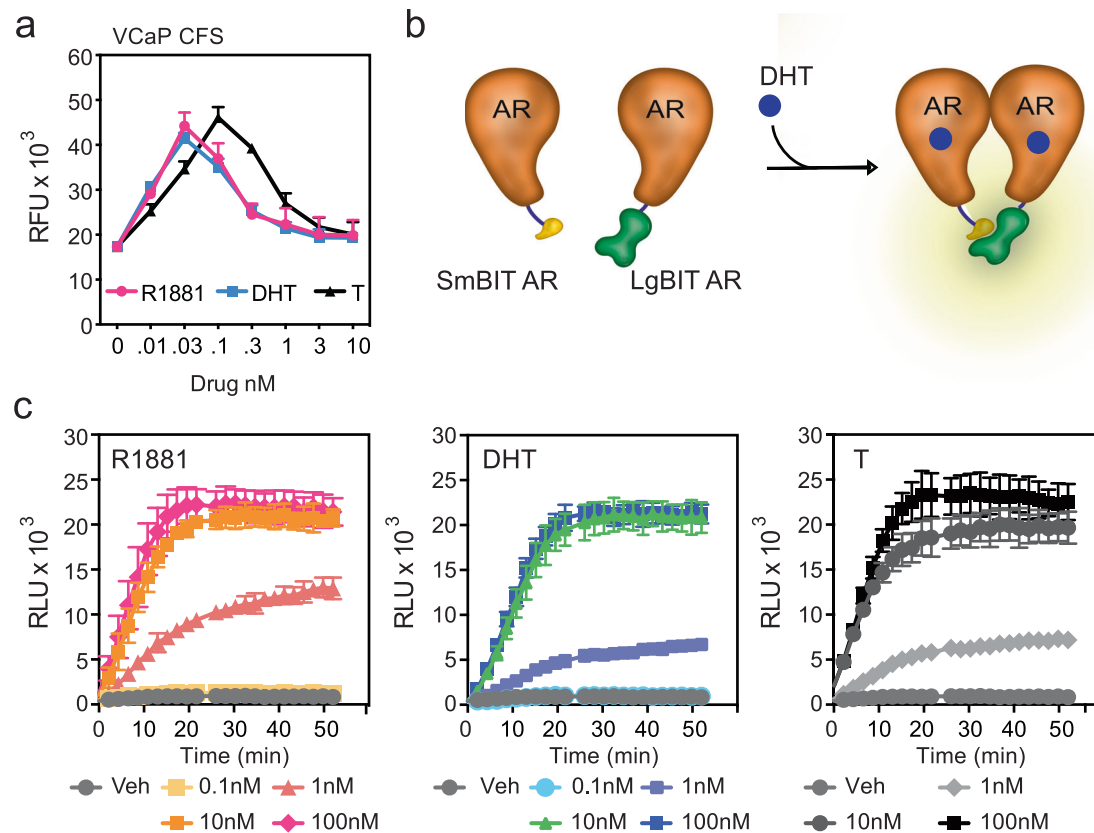 a
VCaP CFS
RFU x 10³
60
50
40
30
20
10
0
R1881 DHT T
0 .01 .03 .1 .3 1 3 10
Drug nM
b
AR AR
DHT
AR AR
SmBIT AR LgBIT AR
c
R1881
RLU x 10³
30
25
20
15
10
5
0
0 10 20 30 40 50
Time (min)
Veh 0.1nM 1nM
10nM 100nM
DHT
RLU x 10³
30
25
20
15
10
5
0
0 10 20 30 40 50
Time (min)
Veh 0.1nM 1nM
10nM 100nM
T
RLU x 10³
30
25
20
15
10
5
0
0 10 20 30 40 50
Time (min)
Veh 1nM
10nM 100nM